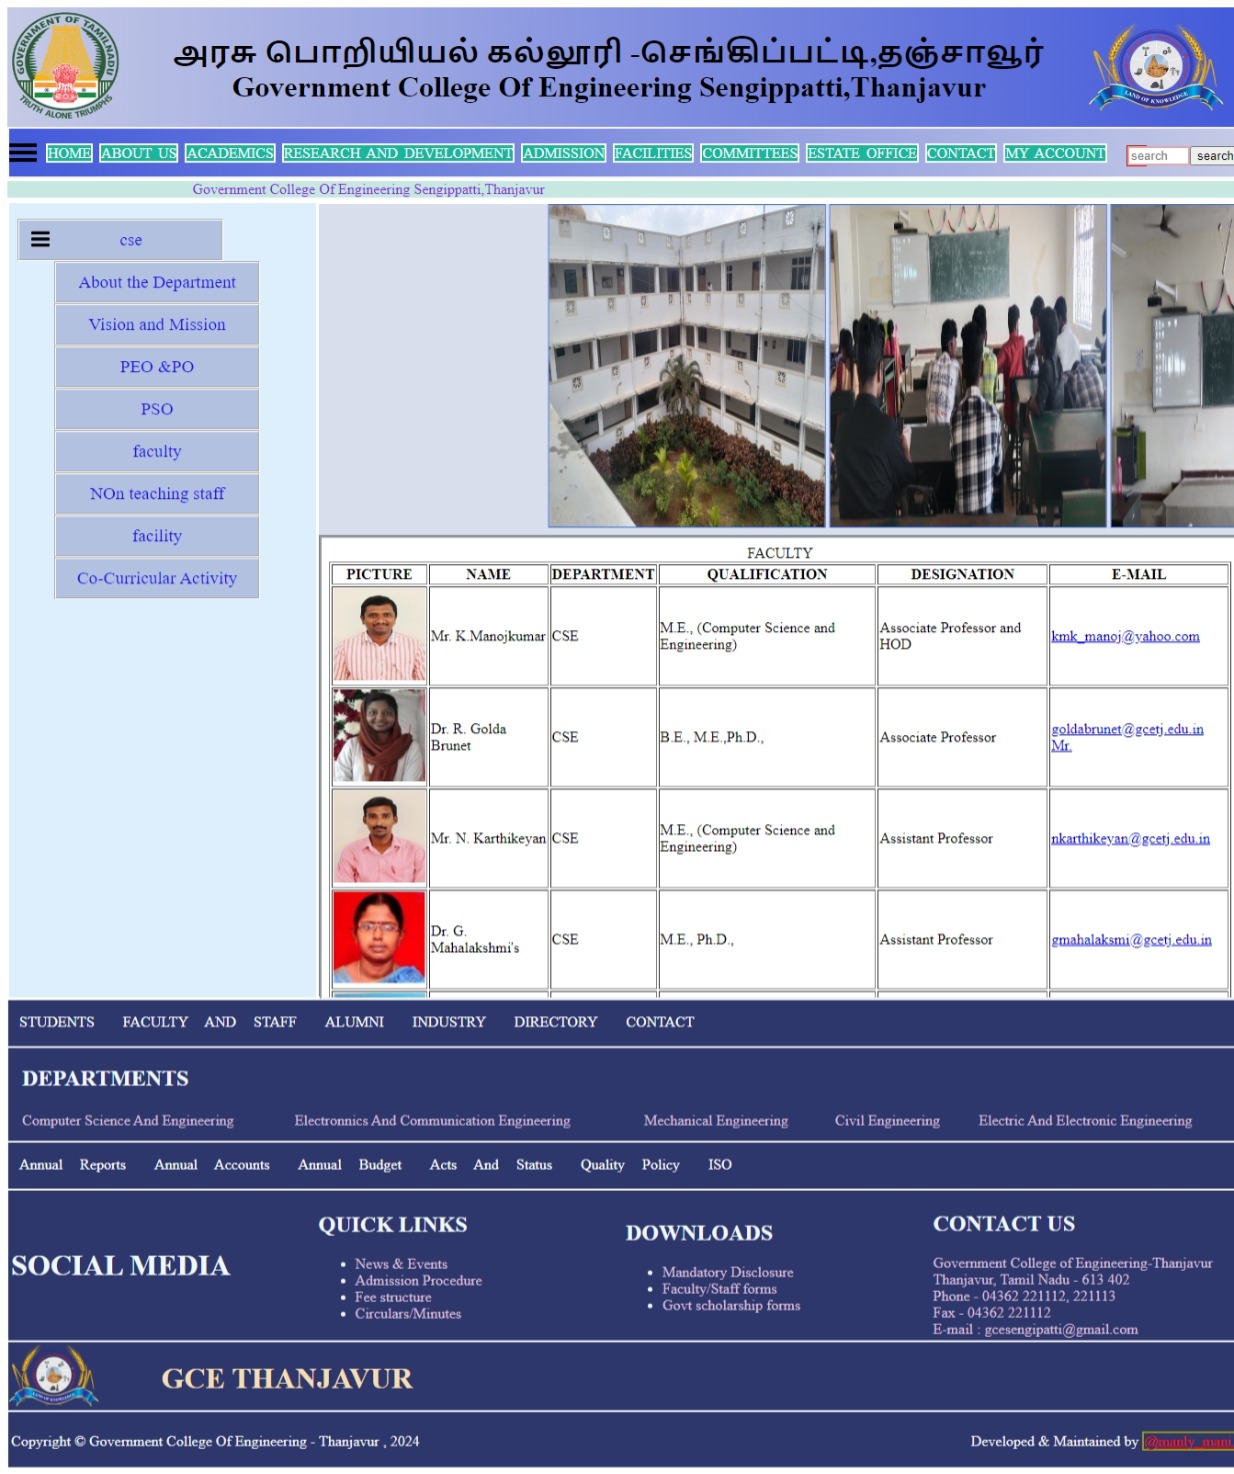 GOVERNMENT OF TAMILNADU
TRUTH ALONE TRIUMPHS
அரசு பொறியியல் கல்லூரி -செங்கிப்பட்டி,தஞ்சாவூர்
Government College Of Engineering Sengippatti,Thanjavur
LAND OF KNOWLEDGE
HOME ABOUT US ACADEMICS RESEARCH AND DEVELOPMENT ADMISSION FACILITIES COMMITTEES ESTATE OFFICE CONTACT MY ACCOUNT search search
Government College Of Engineering Sengippatti,Thanjavur
cse
About the Department
Vision and Mission
PEO &PO
PSO
faculty
NOn teaching staff
facility
Co-Curricular Activity
FACULTY
PICTURE NAME DEPARTMENT QUALIFICATION DESIGNATION E-MAIL
Mr. K.Manojkumar CSE M.E., (Computer Science and Engineering) Associate Professor and HOD kmk_manoj@yahoo.com
Dr. R. Golda Brunet CSE B.E., M.E.,Ph.D., Associate Professor goldabrunet@gcetj.edu.in Mr.
Mr. N. Karthikeyan CSE M.E., (Computer Science and Engineering) Assistant Professor nkarthikeyan@gcetj.edu.in
Dr. G. Mahalakshmi's CSE M.E., Ph.D., Assistant Professor gmahalaksmi@gcetj.edu.in
STUDENTS FACULTY AND STAFF ALUMNI INDUSTRY DIRECTORY CONTACT
DEPARTMENTS
Computer Science And Engineering Electronnics And Communication Engineering Mechanical Engineering Civil Engineering Electric And Electronic Engineering
Annual Reports Annual Accounts Annual Budget Acts And Status Quality Policy ISO
SOCIAL MEDIA
QUICK LINKS
News & Events
Admission Procedure
Fee structure
Circulars/Minutes
DOWNLOADS
Mandatory Disclosure
Faculty/Staff forms
Govt scholarship forms
CONTACT US
Government College of Engineering-Thanjavur
Thanjavur, Tamil Nadu - 613 402
Phone - 04362 221112, 221113
Fax - 04362 221112
E-mail : gcesengipatti@gmail.com
GCE THANJAVUR
Copyright © Government College Of Engineering - Thanjavur , 2024
Developed & Maintained by @manly_mani